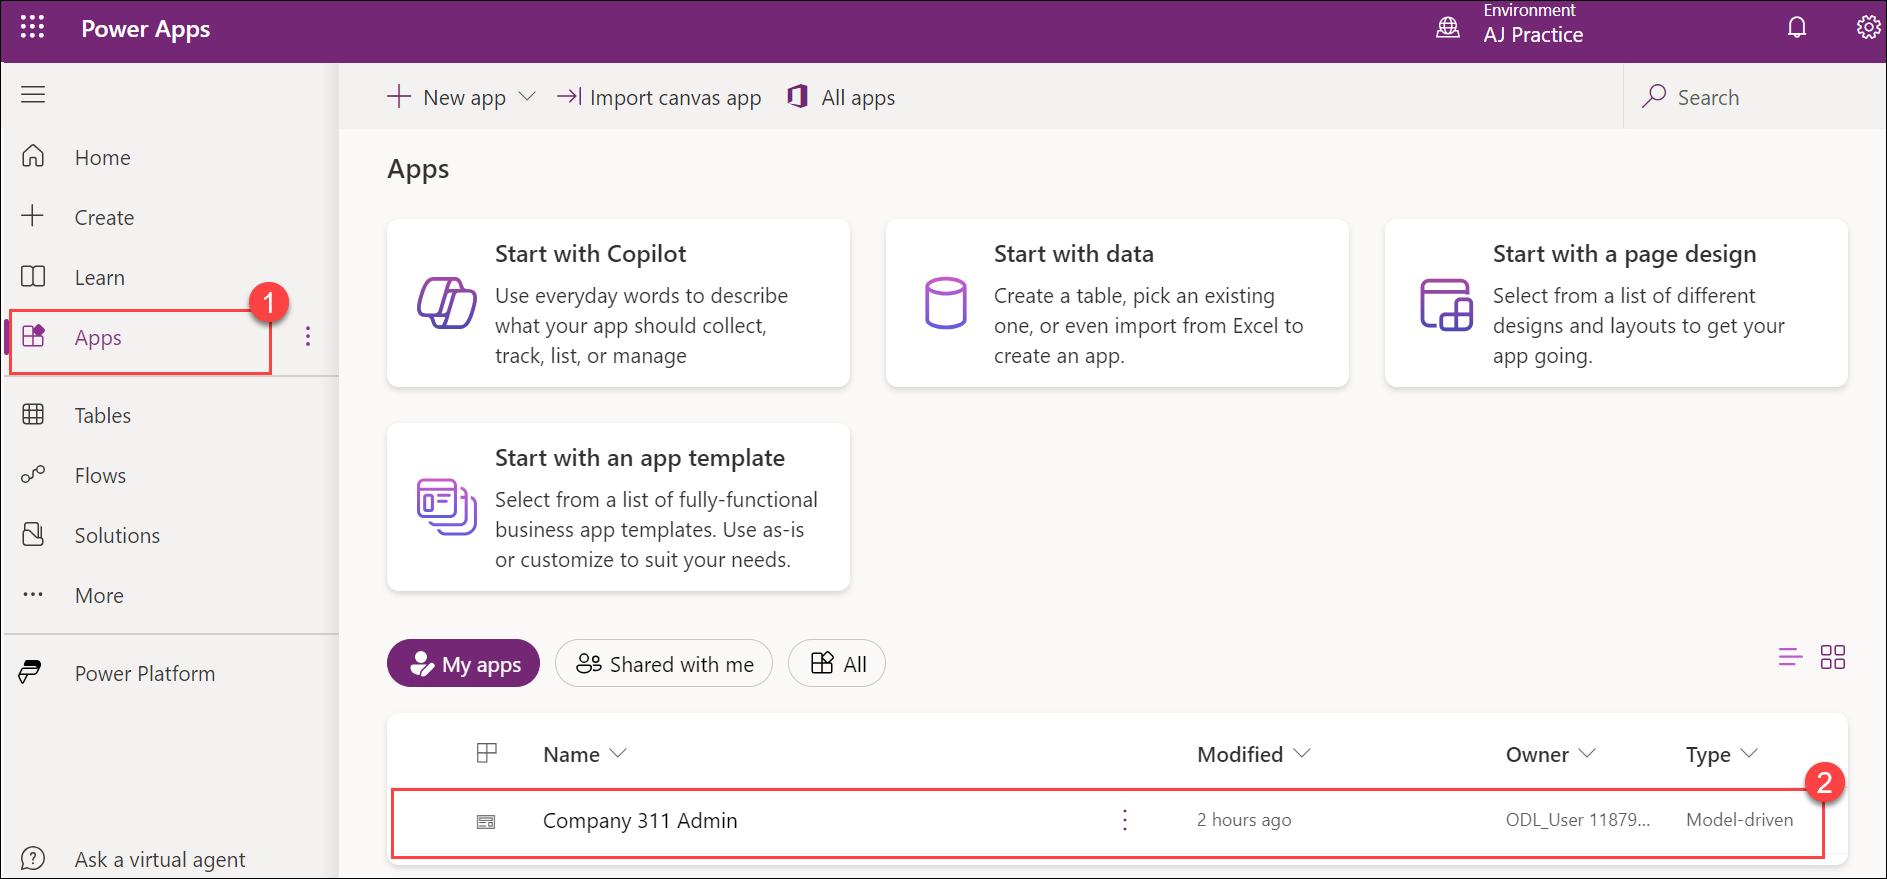 Power Apps
Environment
AJ Practice
New app
Import canvas app
All apps
Search
Home
Create
Learn
1
Apps
Tables
Flows
Solutions
More
Power Platform
Ask a virtual agent
Apps
Start with Copilot
Use everyday words to describe
what your app should collect,
track, list, or manage
Start with data
Create a table, pick an existing
one, or even import from Excel to
create an app.
Start with a page design
Select from a list of different
designs and layouts to get your
app going.
Start with an app template
Select from a list of fully-functional
business app templates. Use as-is
or customize to suit your needs.
My apps
Shared with me
All
Name
Modified
Owner
Type
2
Company 311 Admin
2 hours ago
ODL_User 11879...
Model-driven